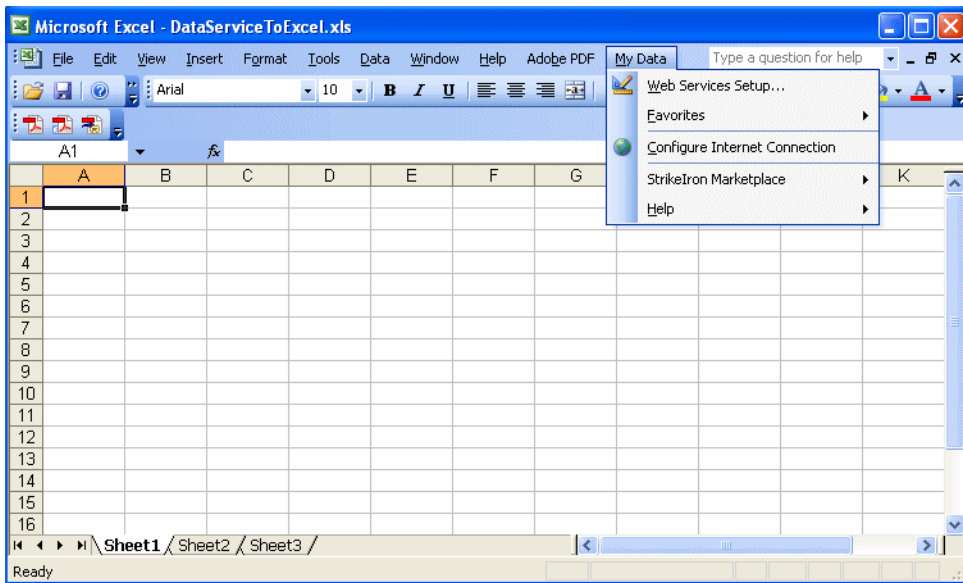 Microsoft Excel - DataServiceToExcel.xls
File Edit View Insert Format Tools Data Window Help Adobe PDF My Data Type a question for help
Arial 10 B I U A
Web Services Setup...
Favorites
Configure Internet Connection
StrikeIron Marketplace
Help
A1 fx
A B C D E F G K
1
2
3
4
5
6
7
8
9
10
11
12
13
14
15
16
Sheet1 Sheet2 Sheet3
Ready